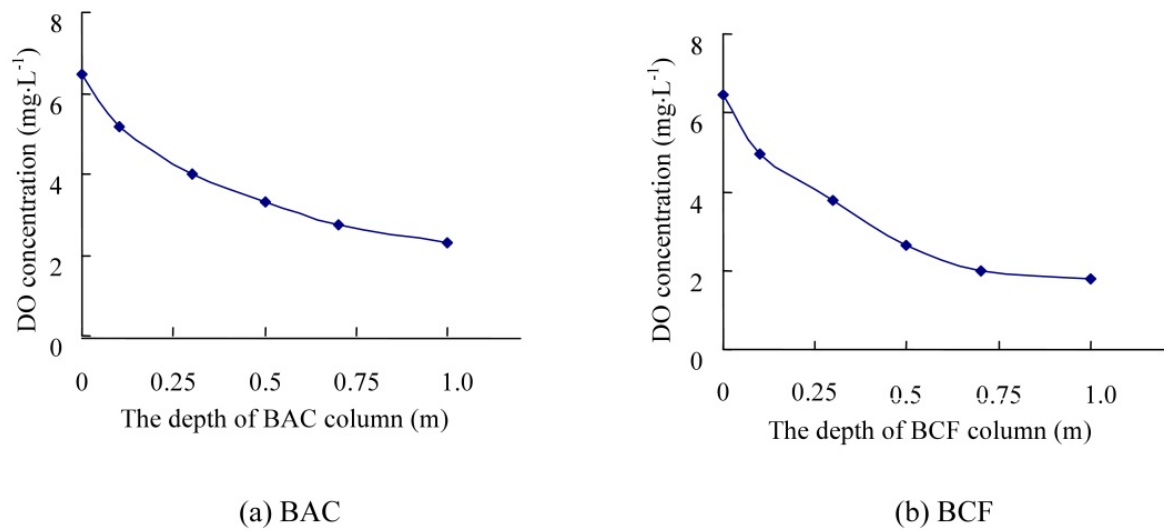 8
6
4
2
0
DO concentration (mg·L⁻¹)
0 0.25 0.5 0.75 1.0
The depth of BAC column (m)
(a) BAC
8
6
4
2
0
DO concentration (mg·L⁻¹)
0 0.25 0.5 0.75 1.0
The depth of BCF column (m)
(b) BCF